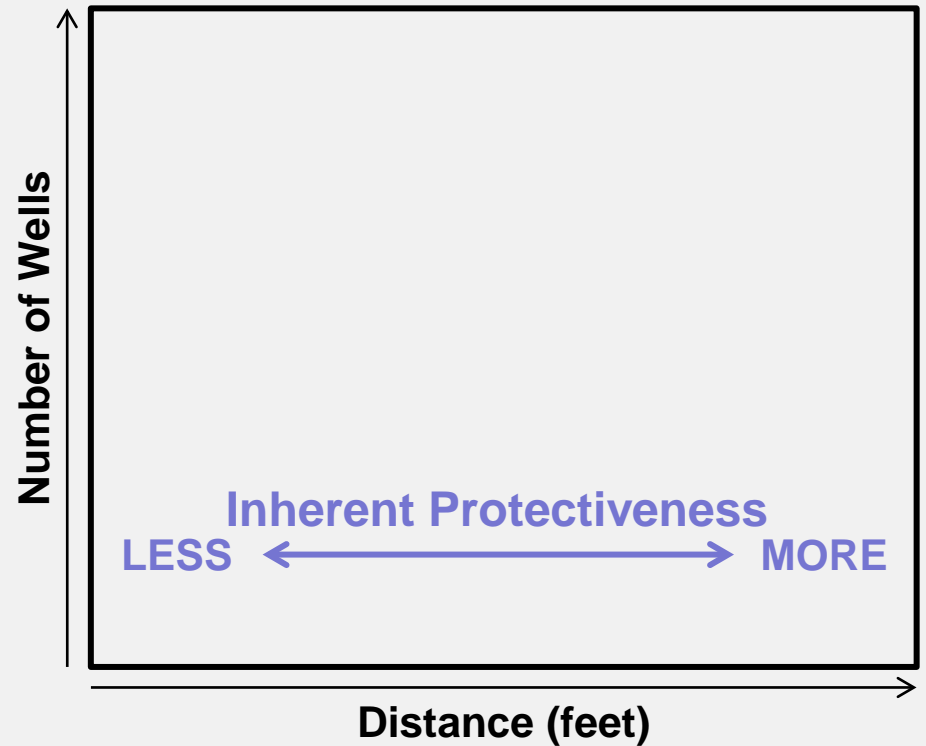 Number of Wells
Inherent Protectiveness
LESS MORE
Distance (feet)